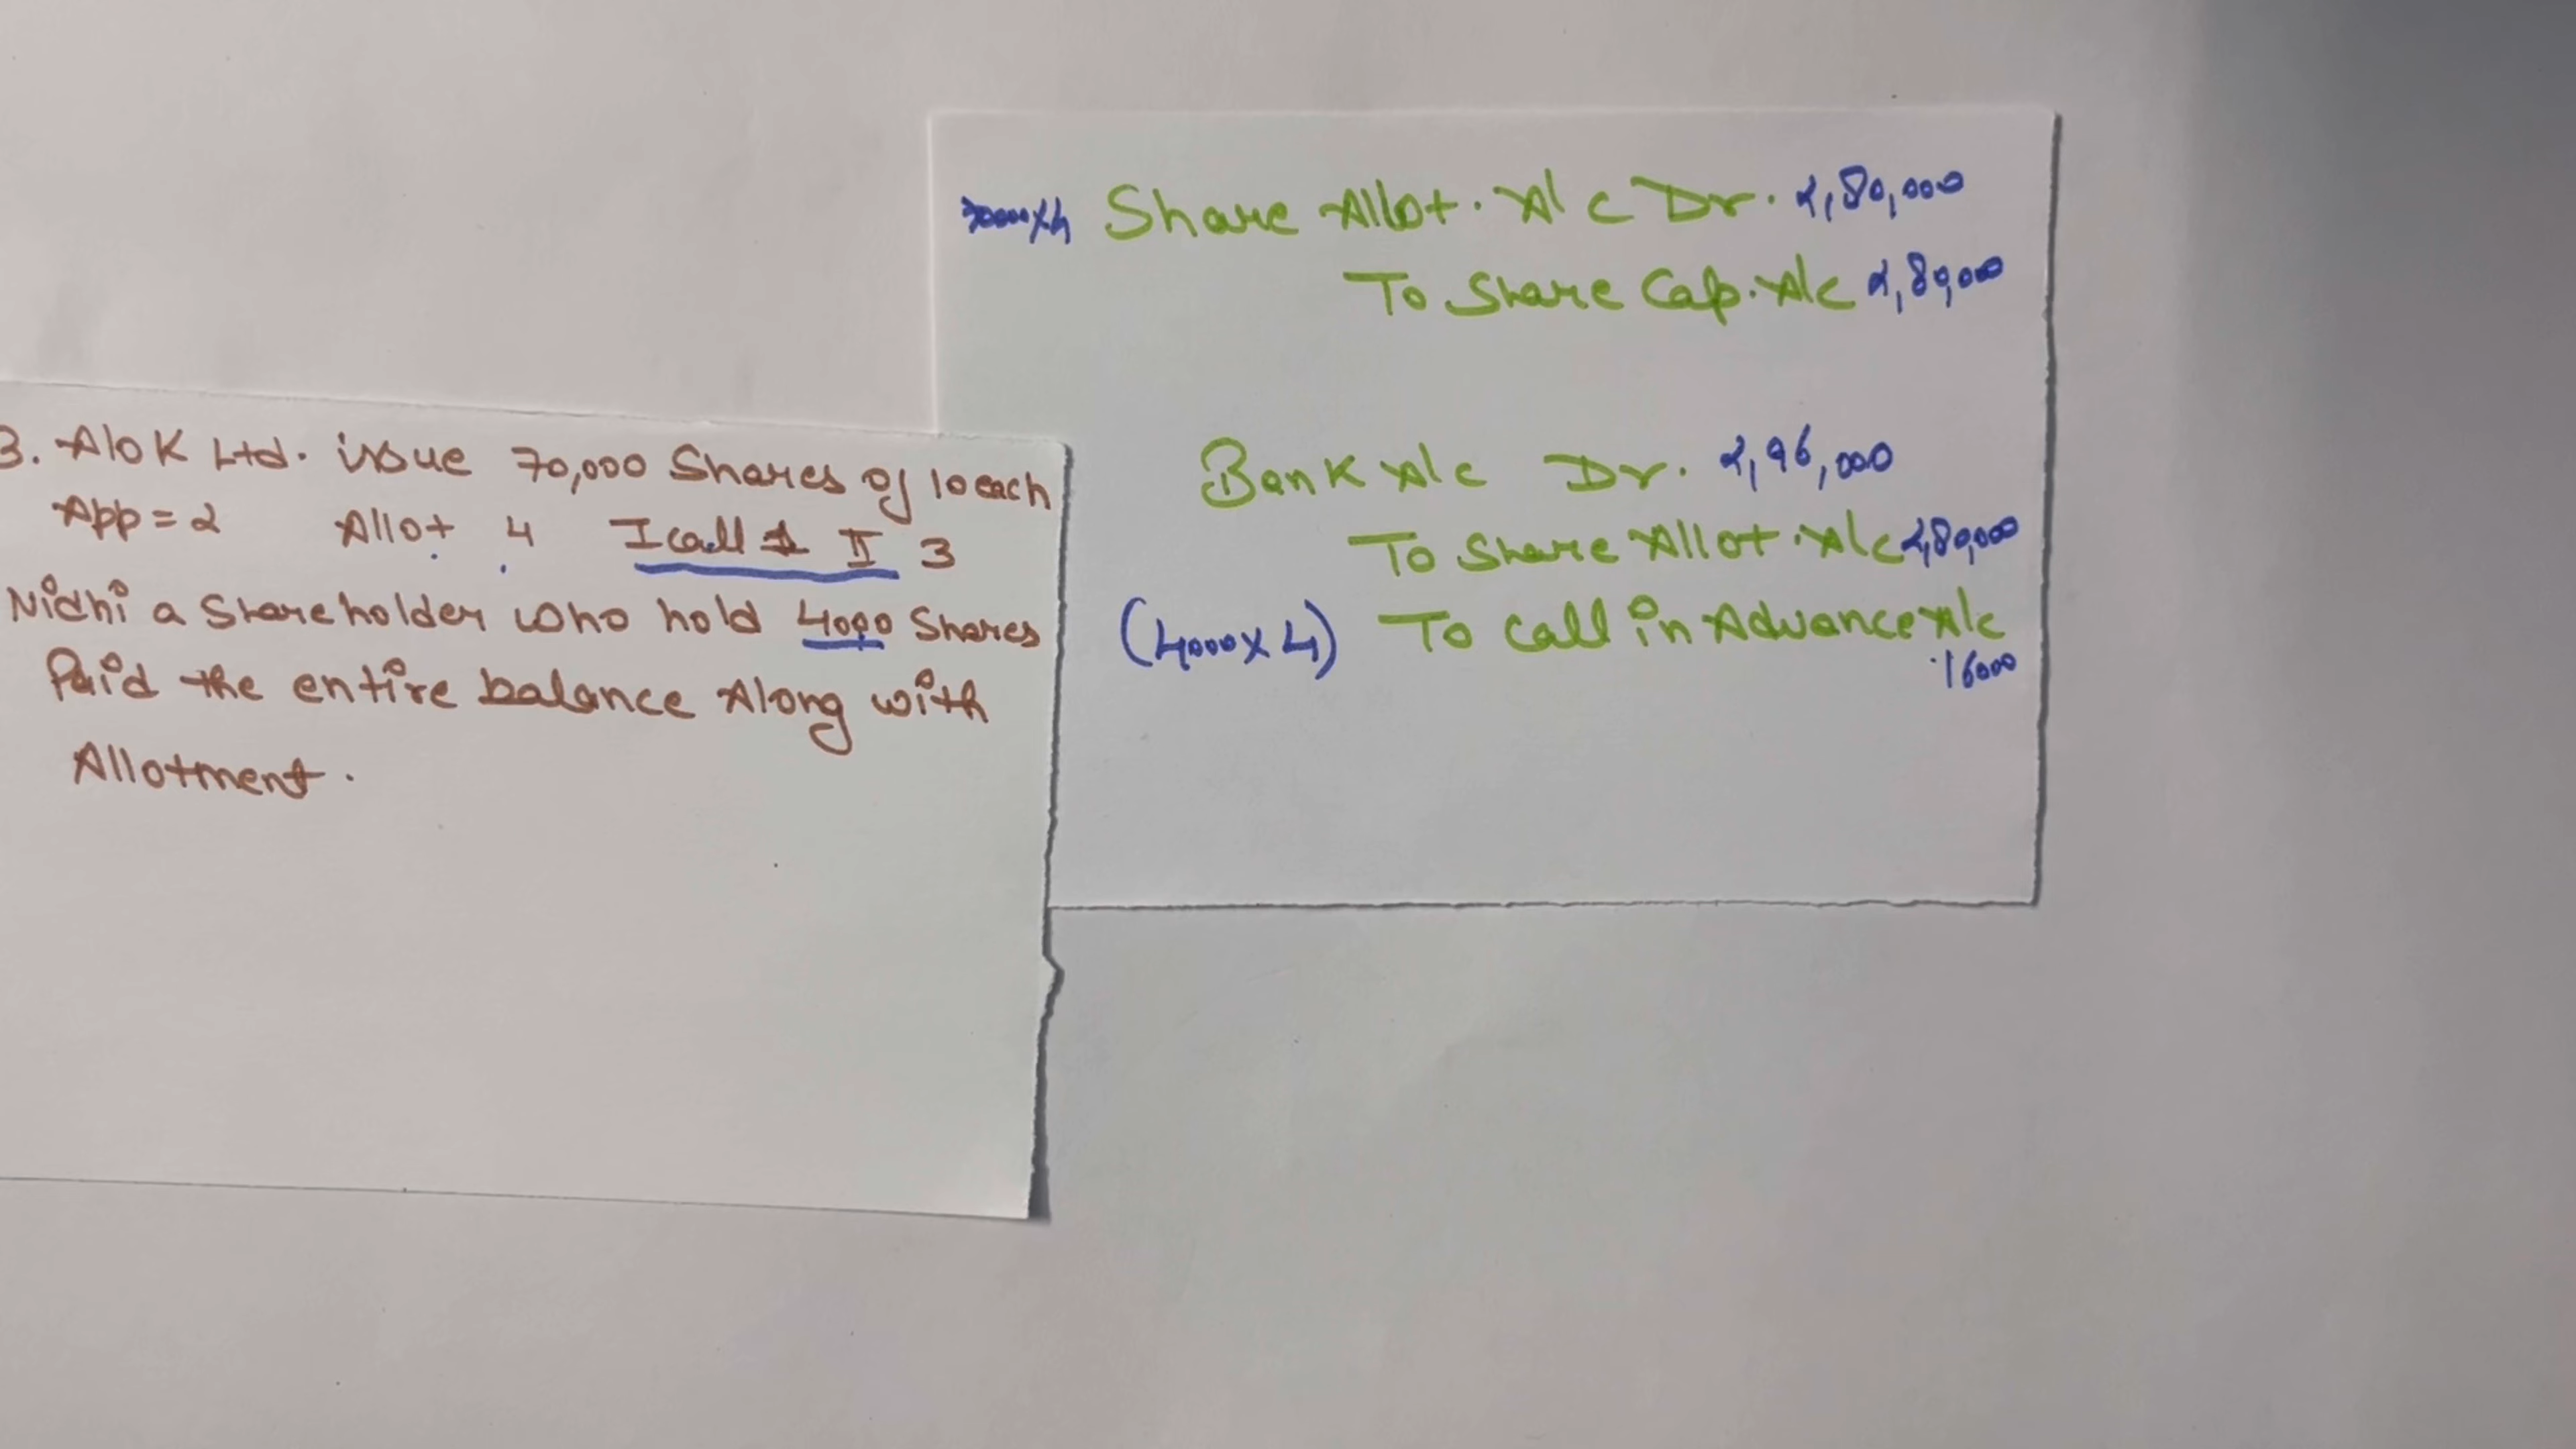 3. Alok Ltd. issue 70,000 Shares of 10 each
App = 2 Allot 4 I call 1 II 3
Nidhi a Shareholder who hold 4000 Shares
Paid the entire balance Along with
Allotment.
70000x4 Share Allot. A/c Dr. 2,80,000
To Share Cap. A/c 2,80,000
Bank A/c Dr. 2,96,000
To Share Allot. A/c 2,80,000
(4000x4) To Call in Advance A/c
16000